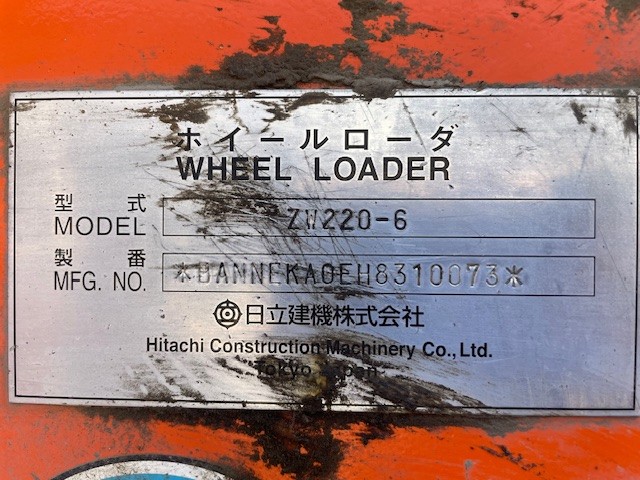 ホイールローダ
WHEEL LOADER
型式
MODEL ZW220-6
製番
MFG. NO. *BANNEKA0EH8310073*
日立建機株式会社
Hitachi Construction Machinery Co., Ltd.
Tokyo Japan